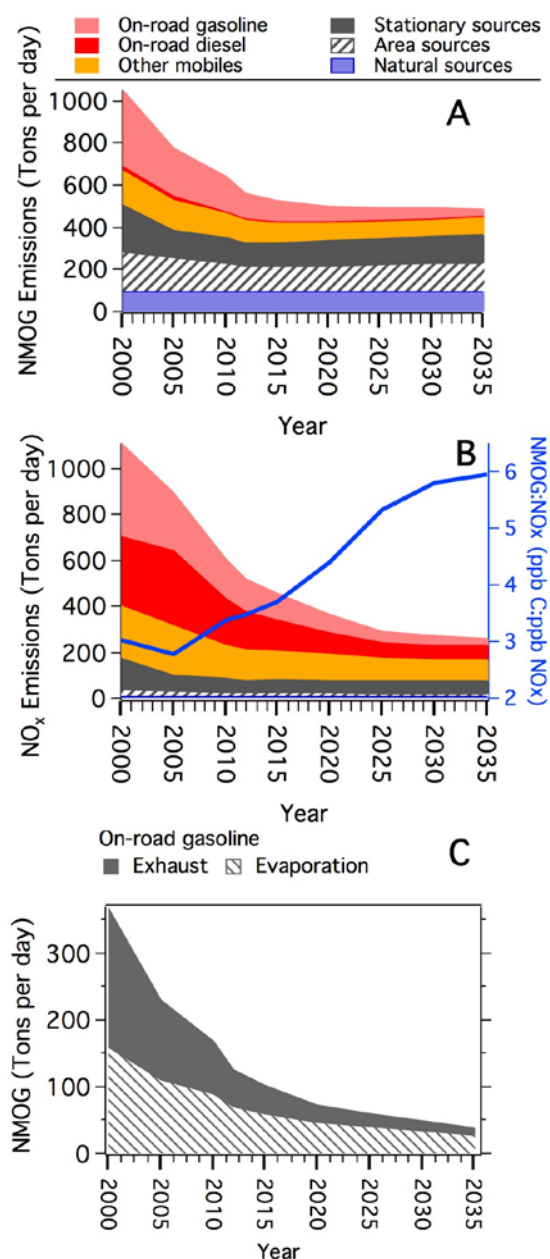 On-road gasoline Stationary sources
On-road diesel Area sources
Other mobiles Natural sources
A
NMOG Emissions (Tons per day)
1000
800
600
400
200
0
2000 2005 2010 2015 2020 2025 2030 2035
Year
B
NOx Emissions (Tons per day)
1000
800
600
400
200
0
NMOG:NOx (ppb C:ppb NOx)
6
5
4
3
2
2000 2005 2010 2015 2020 2025 2030 2035
Year
On-road gasoline
C
Exhaust Evaporation
NMOG (Tons per day)
300
200
100
0
2000 2005 2010 2015 2020 2025 2030 2035
Year